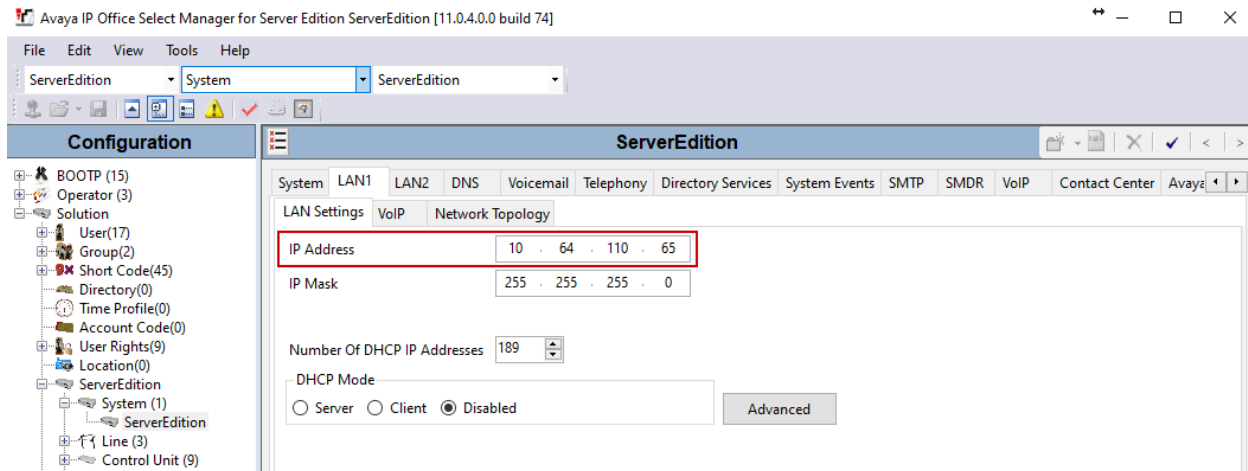 Avaya IP Office Select Manager for Server Edition ServerEdition [11.0.4.0.0 build 74]
File Edit View Tools Help
ServerEdition System ServerEdition
Configuration
ServerEdition
BOOTP (15)
Operator (3)
Solution
User(17)
Group(2)
Short Code(45)
Directory(0)
Time Profile(0)
Account Code(0)
User Rights(9)
Location(0)
ServerEdition
System (1)
ServerEdition
Line (3)
Control Unit (9)
System LAN1 LAN2 DNS Voicemail Telephony Directory Services System Events SMTP SMDR VoIP Contact Center Avaya
LAN Settings VoIP Network Topology
IP Address 10 . 64 . 110 . 65
IP Mask 255 . 255 . 255 . 0
Number Of DHCP IP Addresses 189
DHCP Mode
Server Client Disabled
Advanced